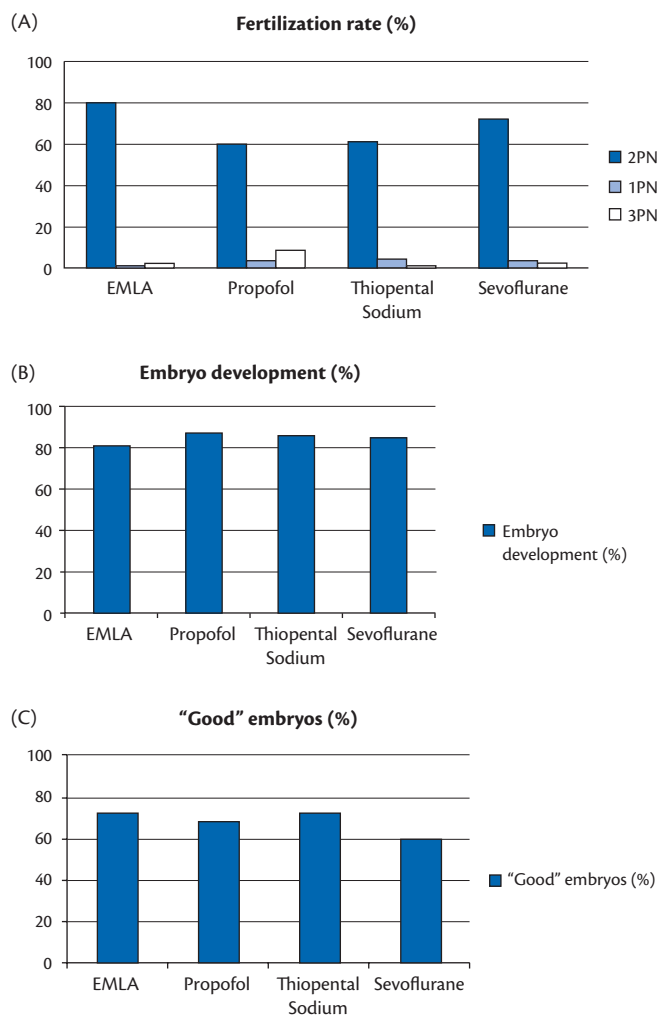 (A)
Fertilization rate (%)
100
80
60
40
20
0
EMLA
Propofol
Thiopental
Sodium
Sevoflurane
2PN
1PN
3PN
(B)
Embryo development (%)
100
80
60
40
20
0
EMLA
Propofol
Thiopental
Sodium
Sevoflurane
Embryo
development (%)
(C)
“Good” embryos (%)
100
80
60
40
20
0
EMLA
Propofol
Thiopental
Sodium
Sevoflurane
“Good” embryos (%)